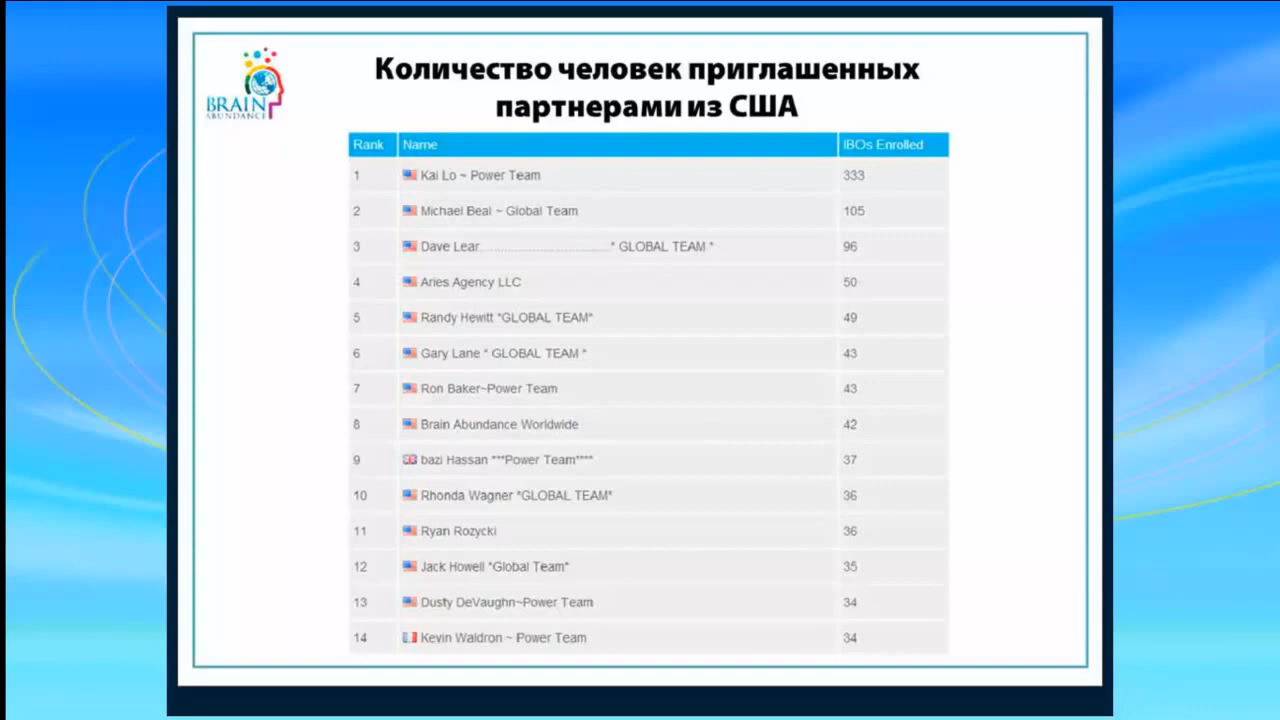 BRAIN
ABUNDANCE
Количество человек приглашенных
партнерами из США
Rank Name IBOs Enrolled
1 Kai Lo ~ Power Team 333
2 Michael Beal ~ Global Team 105
3 Dave Lear..................................* GLOBAL TEAM * 96
4 Aries Agency LLC 50
5 Randy Hewitt *GLOBAL TEAM* 49
6 Gary Lane * GLOBAL TEAM * 43
7 Ron Baker~Power Team 43
8 Brain Abundance Worldwide 42
9 bazi Hassan ***Power Team**** 37
10 Rhonda Wagner *GLOBAL TEAM* 36
11 Ryan Rozycki 36
12 Jack Howell *Global Team* 35
13 Dusty DeVaughn~Power Team 34
14 Kevin Waldron ~ Power Team 34